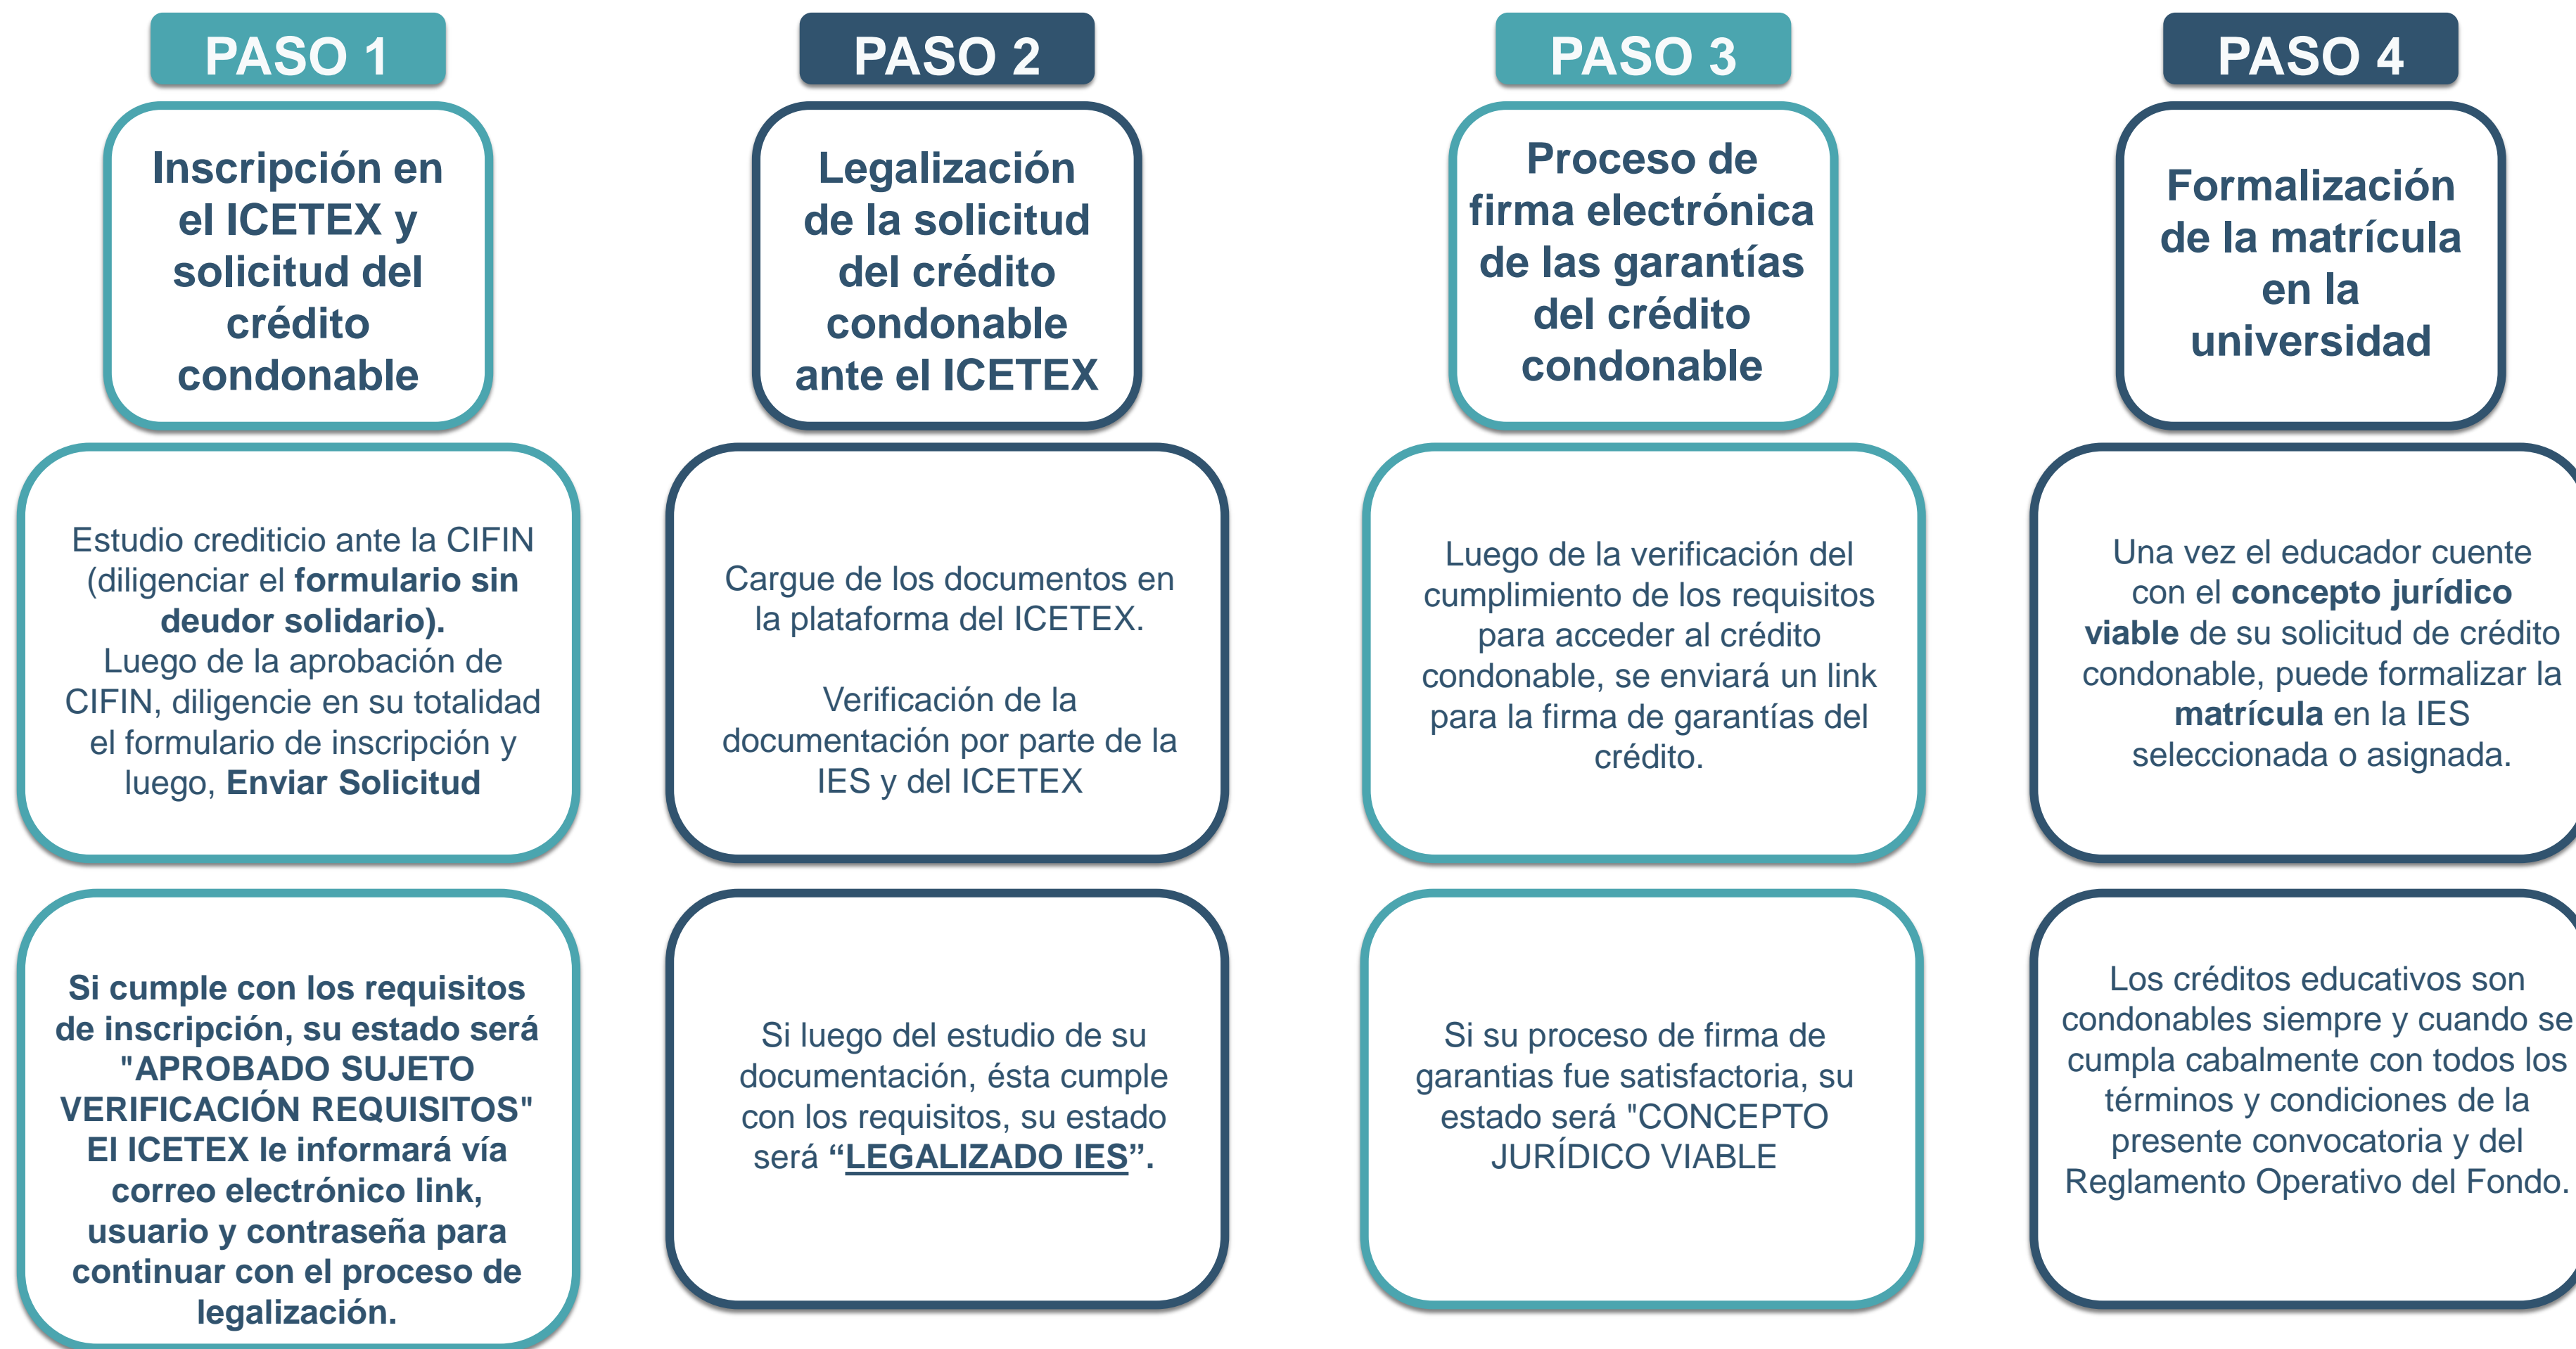 PASO 1
Inscripción en
el ICETEX y
solicitud del
crédito
condonable
Estudio crediticio ante la CIFIN
(diligenciar el formulario sin
deudor solidario).
Luego de la aprobación de
CIFIN, diligencie en su totalidad
el formulario de inscripción y
luego, Enviar Solicitud
Si cumple con los requisitos
de inscripción, su estado será
"APROBADO SUJETO
VERIFICACIÓN REQUISITOS"
El ICETEX le informará vía
correo electrónico link,
usuario y contraseña para
continuar con el proceso de
legalización.
PASO 2
Legalización
de la solicitud
del crédito
condonable
ante el ICETEX
Cargue de los documentos en
la plataforma del ICETEX.
Verificación de la
documentación por parte de la
IES y del ICETEX
Si luego del estudio de su
documentación, ésta cumple
con los requisitos, su estado
será “LEGALIZADO IES”.
PASO 3
Proceso de
firma electrónica
de las garantías
del crédito
condonable
Luego de la verificación del
cumplimiento de los requisitos
para acceder al crédito
condonable, se enviará un link
para la firma de garantías del
crédito.
Si su proceso de firma de
garantias fue satisfactoria, su
estado será "CONCEPTO
JURÍDICO VIABLE
PASO 4
Formalización
de la matrícula
en la
universidad
Una vez el educador cuente
con el concepto jurídico
viable de su solicitud de crédito
condonable, puede formalizar la
matrícula en la IES
seleccionada o asignada.
Los créditos educativos son
condonables siempre y cuando se
cumpla cabalmente con todos los
términos y condiciones de la
presente convocatoria y del
Reglamento Operativo del Fondo.